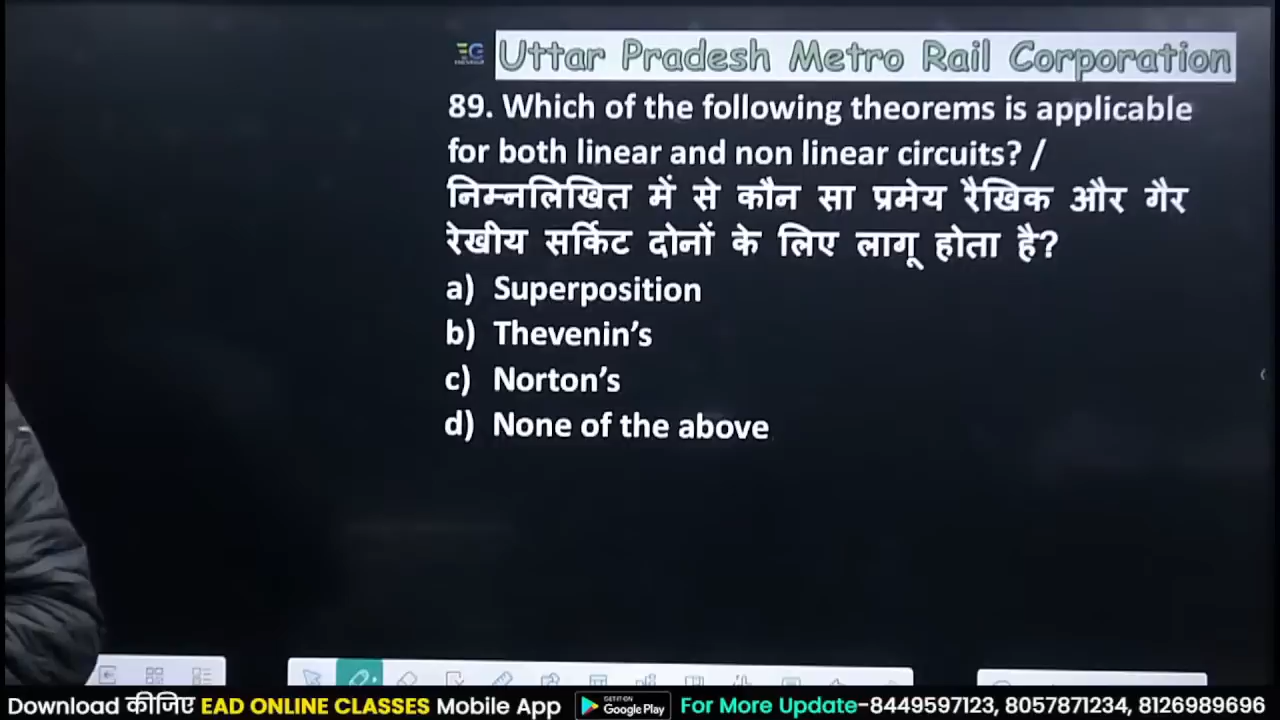 Uttar Pradesh Metro Rail Corporation
89. Which of the following theorems is applicable
for both linear and non linear circuits? /
निम्नलिखित में से कौन सा प्रमेय रैखिक और गैर
रेखीय सर्किट दोनों के लिए लागू होता है?
a) Superposition
b) Thevenin's
c) Norton's
d) None of the above
Download कीजिए EAD ONLINE CLASSES Mobile App GET IT ON Google Play For More Update-8449597123, 8057871234, 8126989696